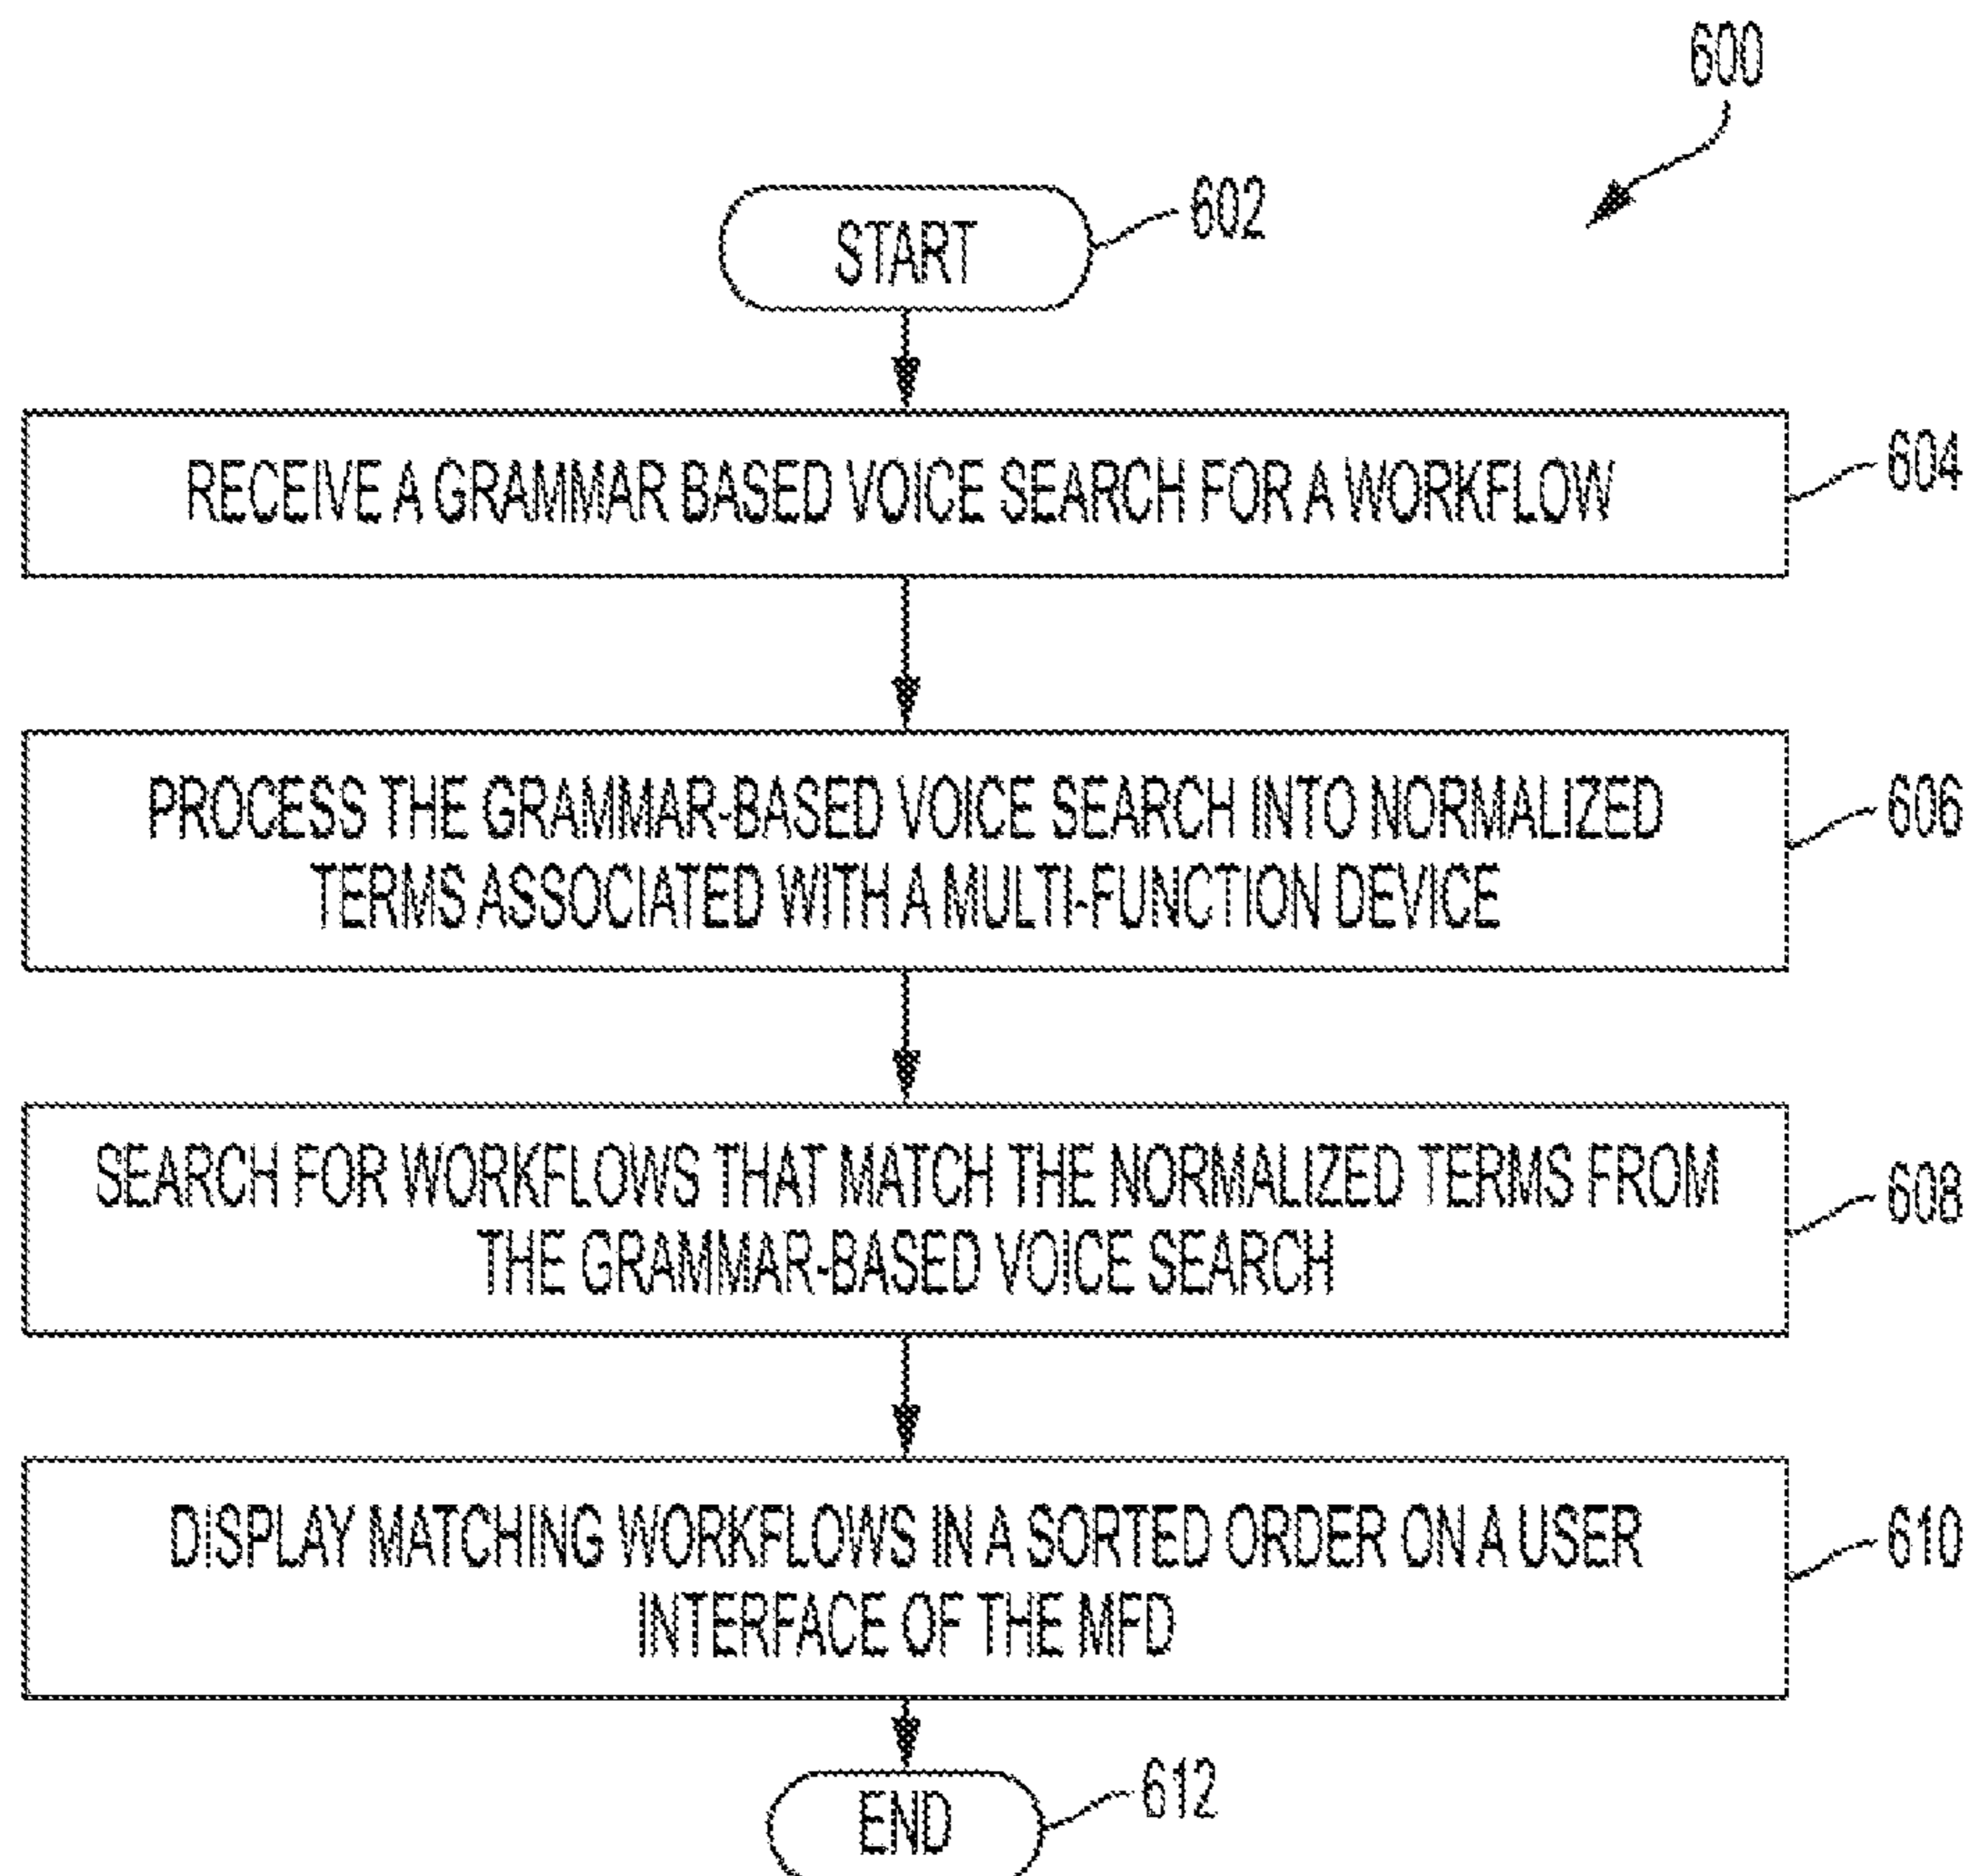 600
START
602
RECEIVE A GRAMMAR BASED VOICE SEARCH FOR A WORKFLOW
604
PROCESS THE GRAMMAR-BASED VOICE SEARCH INTO NORMALIZED
TERMS ASSOCIATED WITH A MULTI-FUNCTION DEVICE
606
SEARCH FOR WORKFLOWS THAT MATCH THE NORMALIZED TERMS FROM
THE GRAMMAR-BASED VOICE SEARCH
608
DISPLAY MATCHING WORKFLOWS IN A SORTED ORDER ON A USER
INTERFACE OF THE MFD
610
END
612